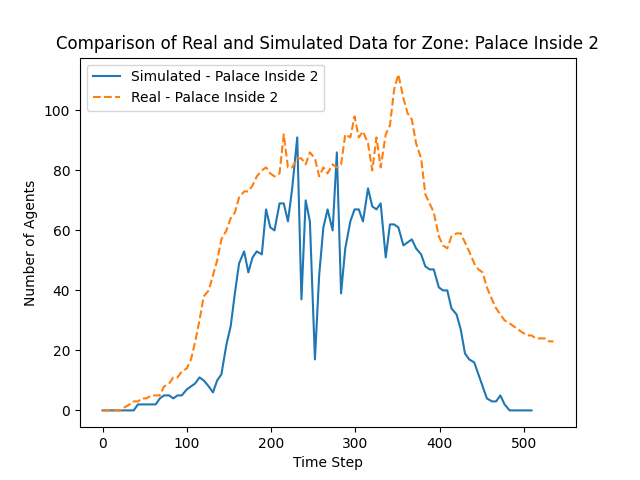 Comparison of Real and Simulated Data for Zone: Palace Inside 2
Simulated - Palace Inside 2
Real - Palace Inside 2
Number of Agents
100
80
60
40
20
0
0 100 200 300 400 500
Time Step